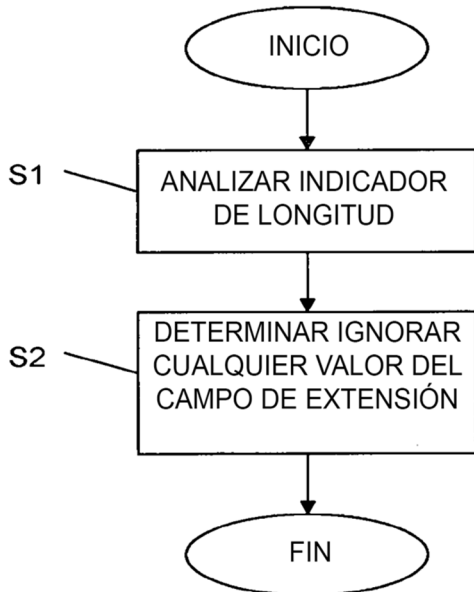 INICIO
S1
ANALIZAR INDICADOR
DE LONGITUD
S2
DETERMINAR IGNORAR
CUALQUIER VALOR DEL
CAMPO DE EXTENSIÓN
FIN